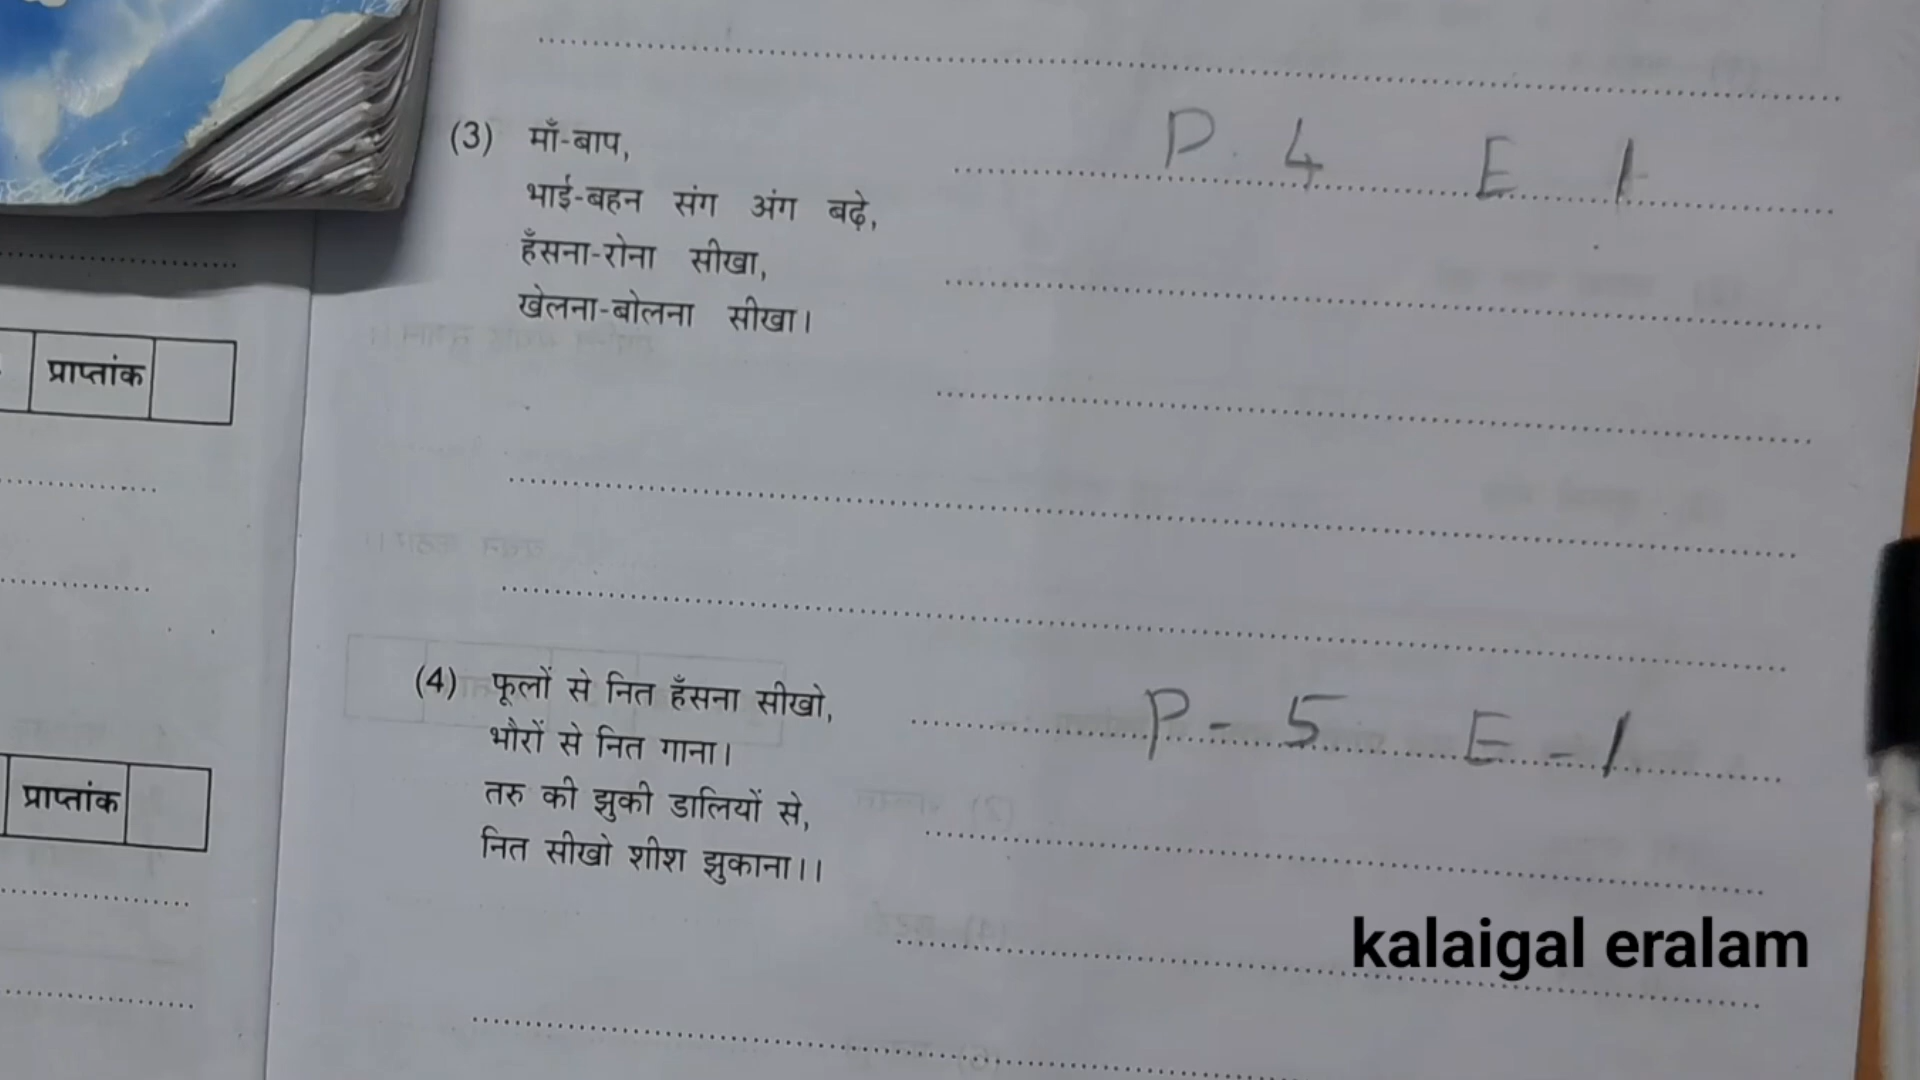 (3) माँ-बाप,
P. 4 E 1
भाई-बहन संग अंग बढ़े,
हँसना-रोना सीखा,
खेलना-बोलना सीखा।
प्राप्तांक
(4) फूलों से नित हँसना सीखो,
P - 5 E - 1
भौरों से नित गाना।
तरु की झुकी डालियों से,
नित सीखो शीश झुकाना।।
प्राप्तांक
kalaigal eralam